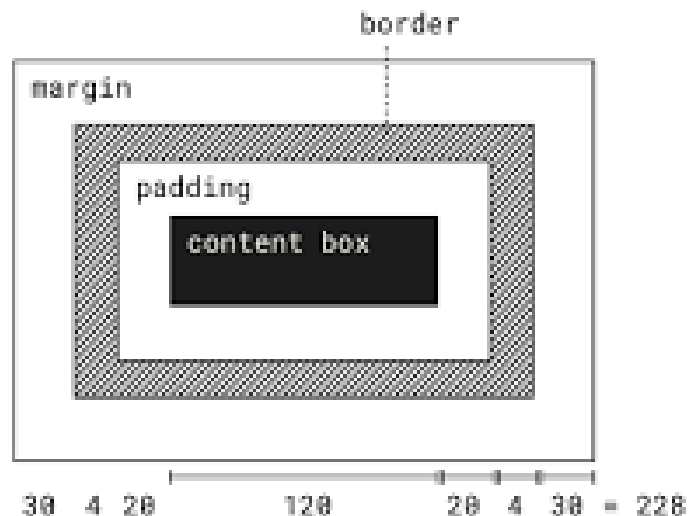 border
margin
padding
content box
30 4 20 120 20 4 30 = 228